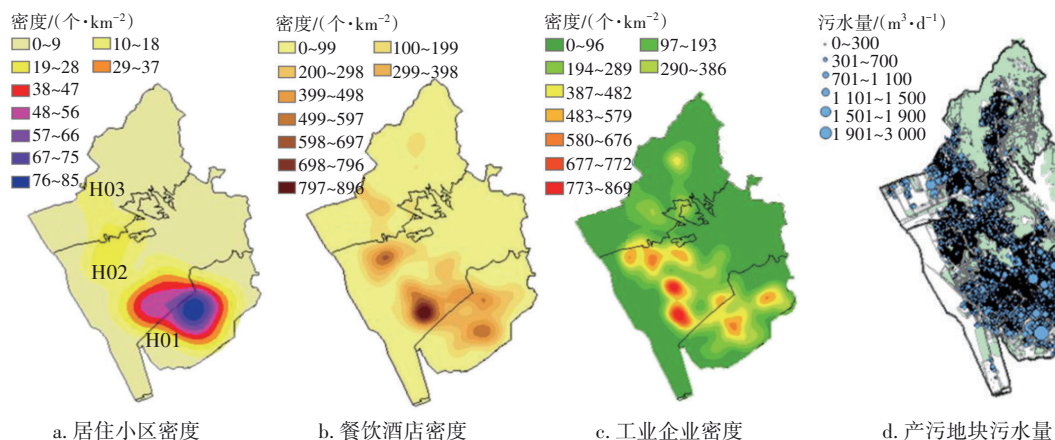 密度/(个·km⁻²)
0~9 10~18
19~28 29~37
38~47
48~56
57~66
67~75
76~85
H03
H02
H01
a. 居住小区密度
密度/(个·km⁻²)
0~99 100~199
200~298 299~398
399~498
499~597
598~697
698~796
797~896
b. 餐饮酒店密度
密度/(个·km⁻²)
0~96 97~193
194~289 290~386
387~482
483~579
580~676
677~772
773~869
c. 工业企业密度
污水量/(m³·d⁻¹)
0~300
301~700
701~1 100
1 101~1 500
1 501~1 900
1 901~3 000
d. 产污地块污水量